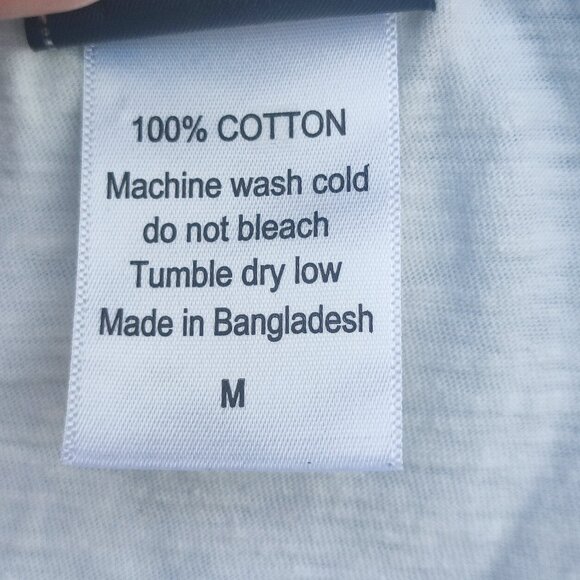 100% COTTON
Machine wash cold
do not bleach
Tumble dry low
Made in Bangladesh
M